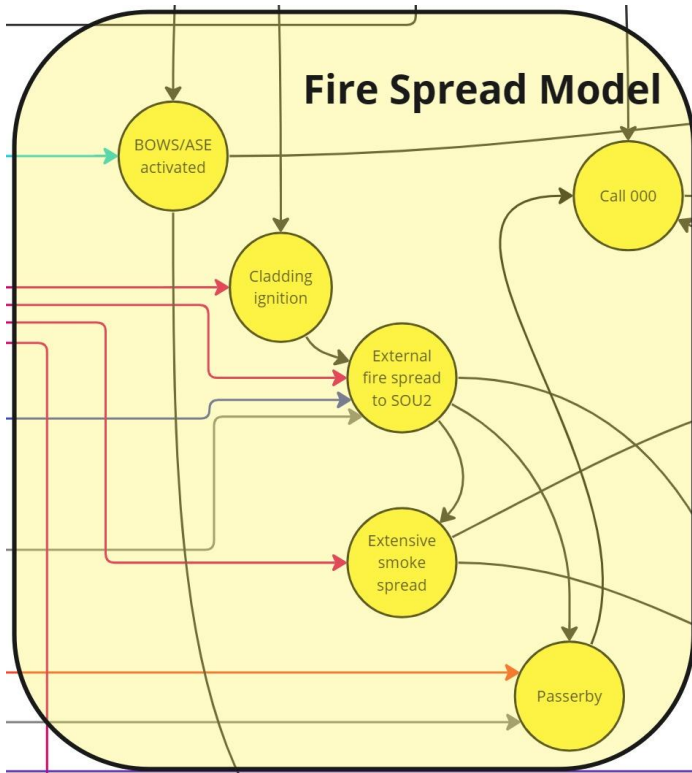 Fire Spread Model
BOWS/ASE
activated
Call 000
Cladding
ignition
External
fire spread
to SOU2
Extensive
smoke
spread
Passerby